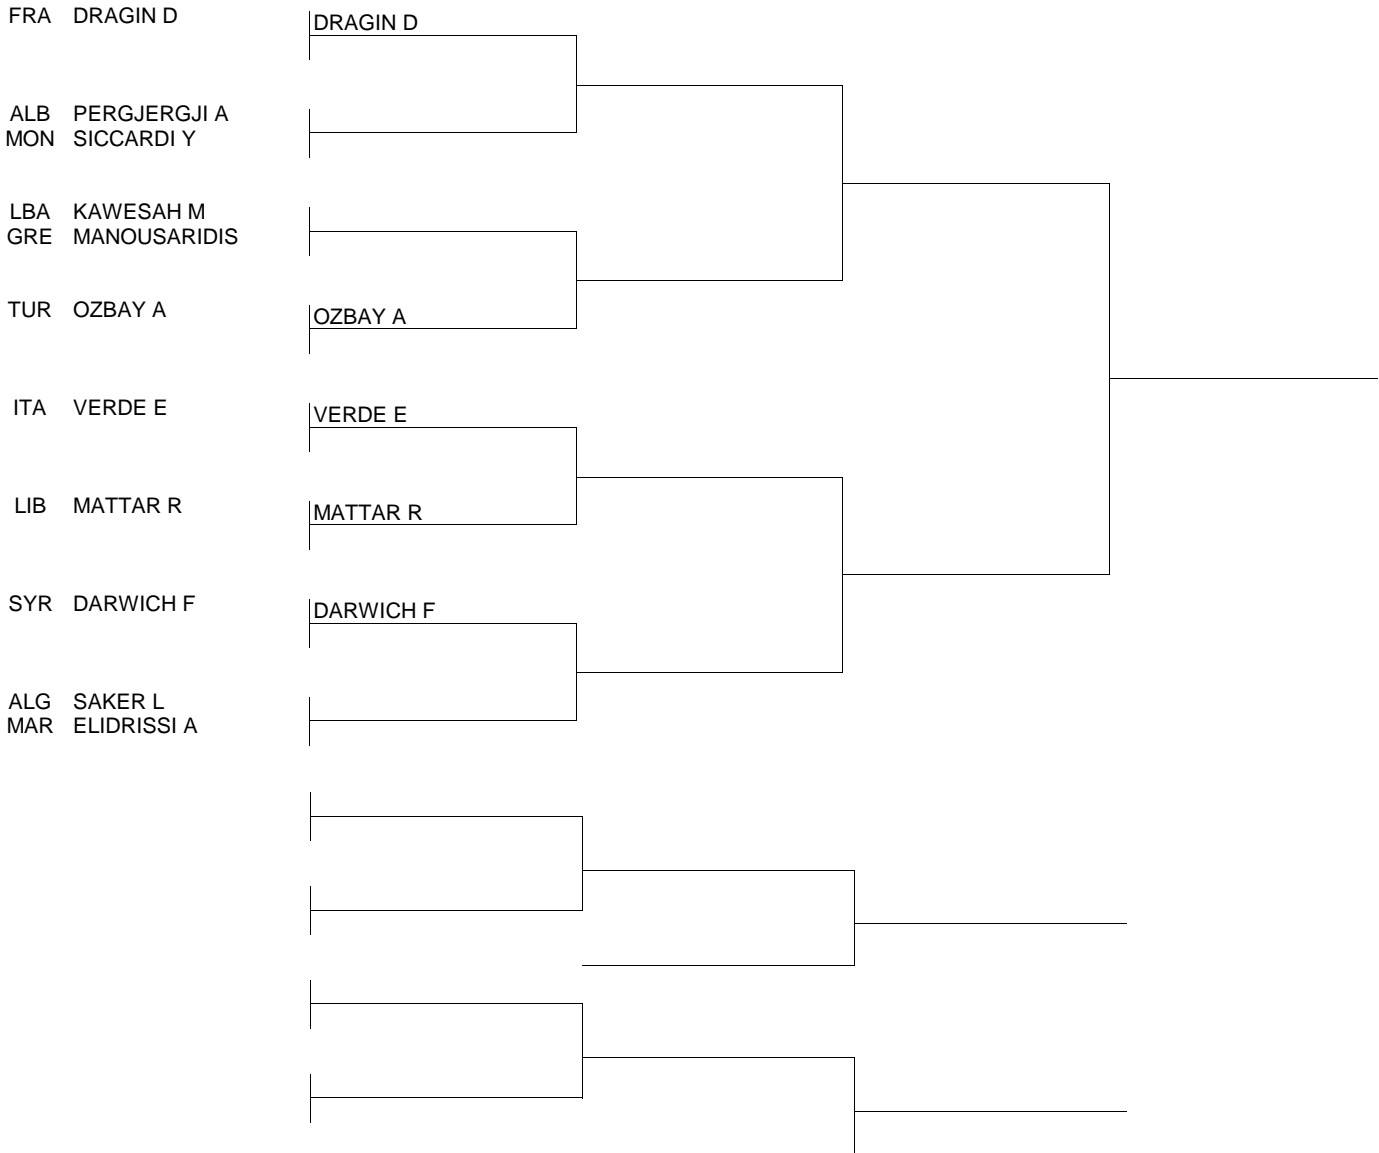 FRA DRAGIN D
DRAGIN D
ALB PERGJERGJI A
MON SICCARDI Y
LBA KAWESAH M
GRE MANOUSARIDIS
TUR OZBAY A
OZBAY A
ITA VERDE E
VERDE E
LIB MATTAR R
MATTAR R
SYR DARWICH F
DARWICH F
ALG SAKER L
MAR ELIDRISSI A